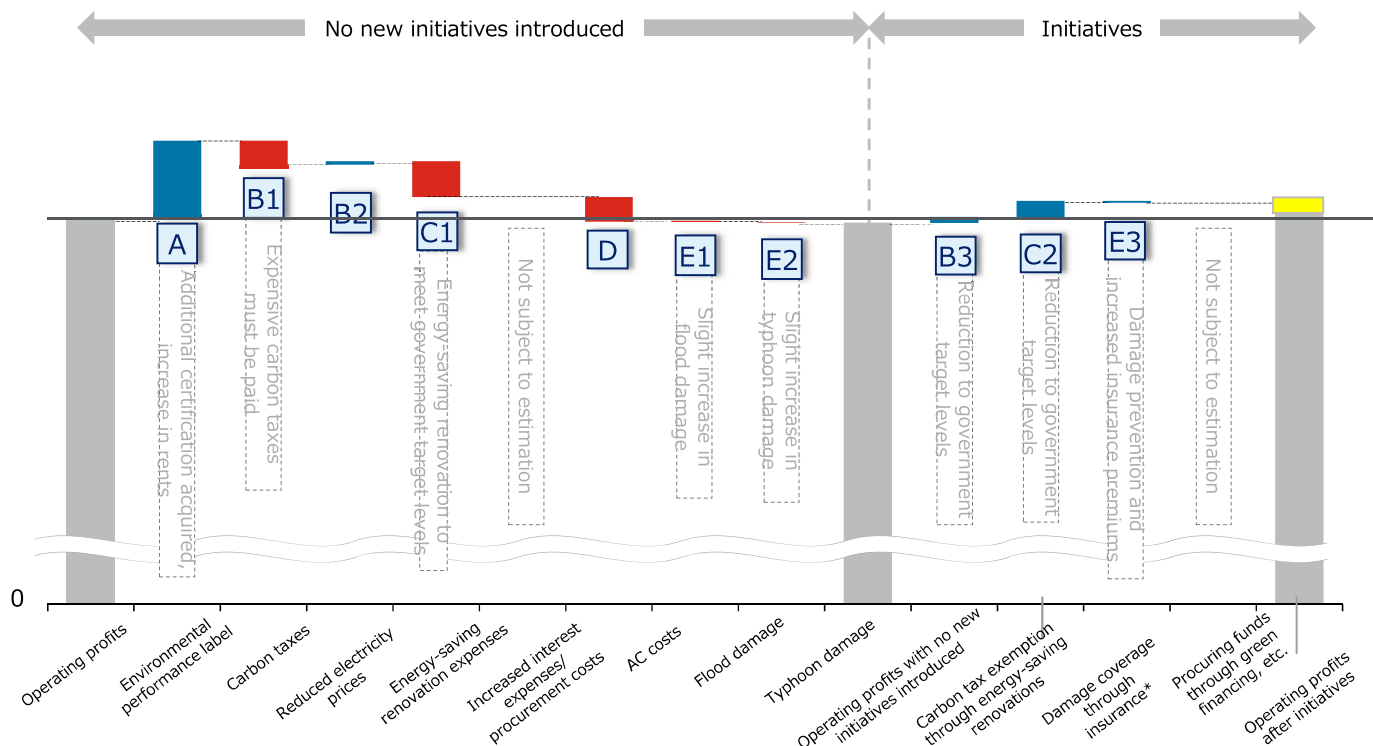 No new initiatives introduced
Initiatives
A
B1
B2
C1
D
E1
E2
B3
C2
E3
Additional certification acquired,
increase in rents
Expensive carbon taxes
must be paid
Energy-saving renovation to
meet government target levels
Not subject to estimation
Slight increase in
flood damage
Slight increase in
typhoon damage
Reduction to government
target levels
Reduction to government
target levels
Damage prevention and
increased insurance premiums
Not subject to estimation
0
Operating profits
Environmental
performance label
Carbon taxes
Reduced electricity
prices
Energy-saving
renovation expenses
Increased interest
expenses/
procurement costs
AC costs
Flood damage
Typhoon damage
Operating profits with no new
initiatives introduced
Carbon tax exemption
through energy-saving
renovations
Damage coverage
through
insurance*
Procuring funds
through green
financing, etc.
Operating profits
after initiatives